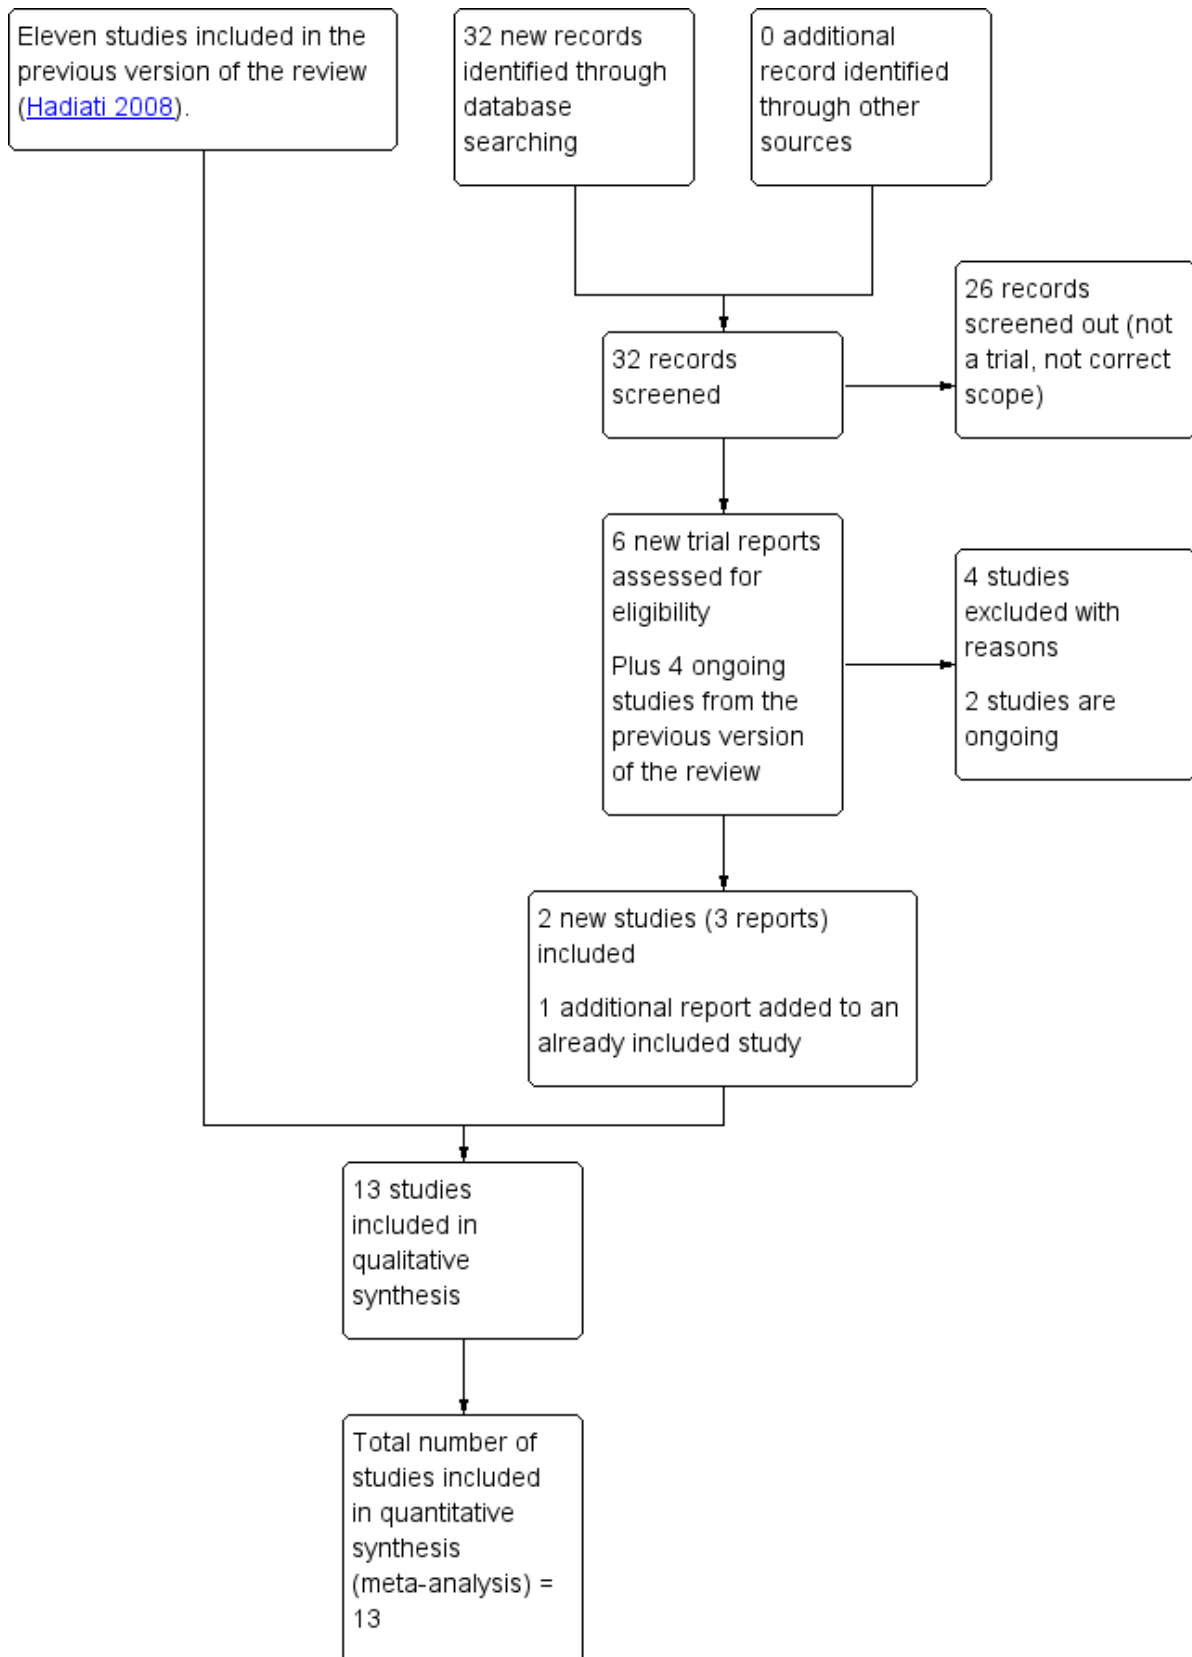 Eleven studies included in the
previous version of the review
(Hadiati 2008).
32 new records
identified through
database
searching
0 additional
record identified
through other
sources
32 records
screened
26 records
screened out (not
a trial, not correct
scope)
6 new trial reports
assessed for
eligibility
Plus 4 ongoing
studies from the
previous version
of the review
4 studies
excluded with
reasons
2 studies are
ongoing
2 new studies (3 reports)
included
1 additional report added to an
already included study
13 studies
included in
qualitative
synthesis
Total number of
studies included
in quantitative
synthesis
(meta-analysis) =
13